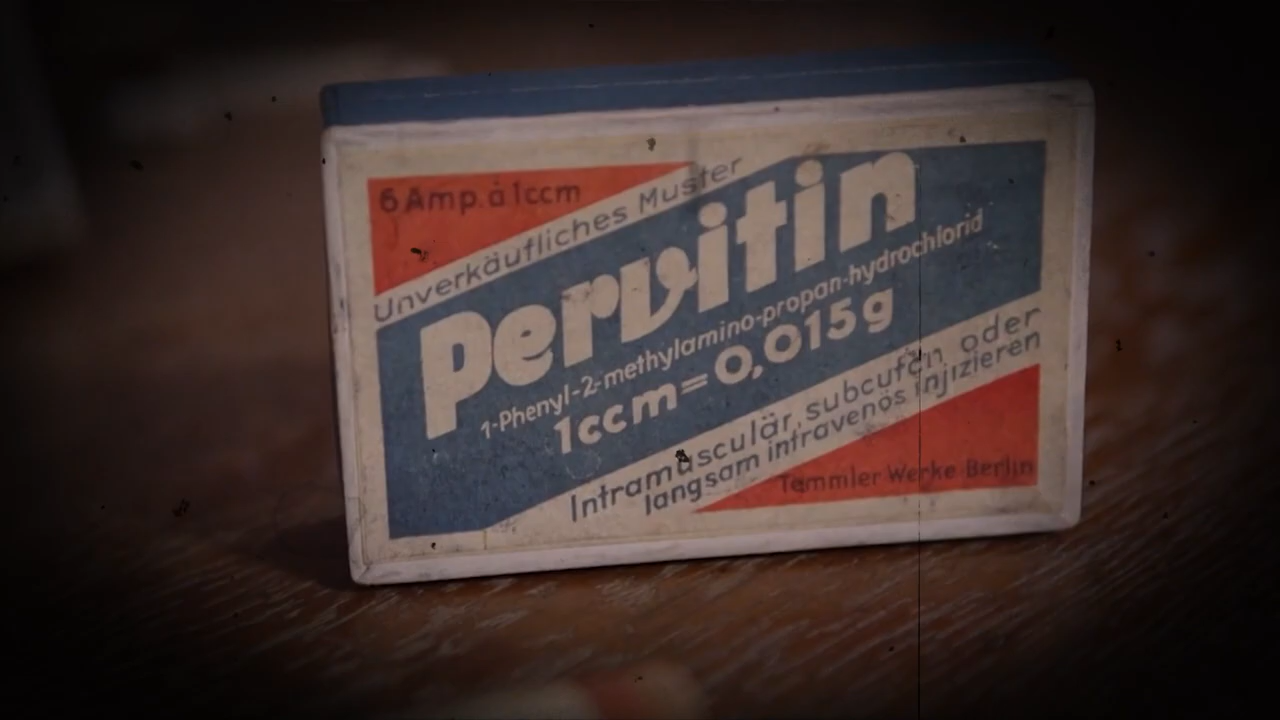 6 Amp. à 1ccm
Unverkäufliches Muster
Pervitin
1-Phenyl-2-methylamino-propan-hydrochlorid
1ccm=0,015g
Intramusculär, subcutan oder
langsam intravenös injizieren
Temmler Werke Berlin